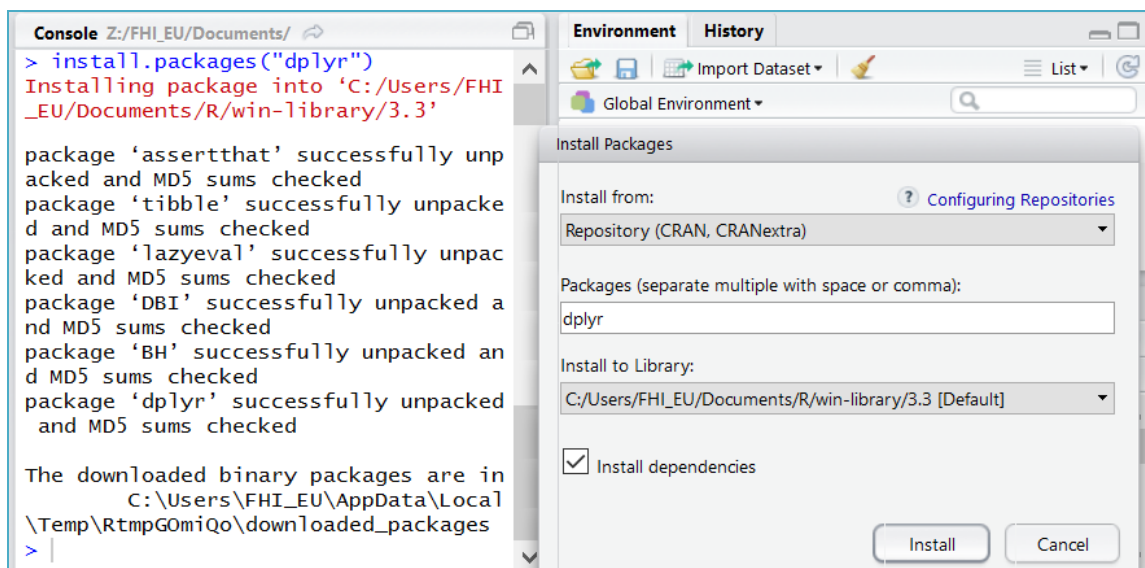 Console Z:/FHI_EU/Documents/
> install.packages("dplyr")
Installing package into ‘C:/Users/FHI
_EU/Documents/R/win-library/3.3’
package ‘assertthat’ successfully unp
acked and MD5 sums checked
package ‘tibble’ successfully unpacke
d and MD5 sums checked
package ‘lazyeval’ successfully unpac
ked and MD5 sums checked
package ‘DBI’ successfully unpacked a
nd MD5 sums checked
package ‘BH’ successfully unpacked an
d MD5 sums checked
package ‘dplyr’ successfully unpacked
 and MD5 sums checked
The downloaded binary packages are in
        C:\Users\FHI_EU\AppData\Local
\Temp\RtmpGOmiQo\downloaded_packages
>
Environment History
Import Dataset List
Global Environment
Install Packages
Install from: ? Configuring Repositories
Repository (CRAN, CRANextra)
Packages (separate multiple with space or comma):
dplyr
Install to Library:
C:/Users/FHI_EU/Documents/R/win-library/3.3 [Default]
Install dependencies
Install Cancel